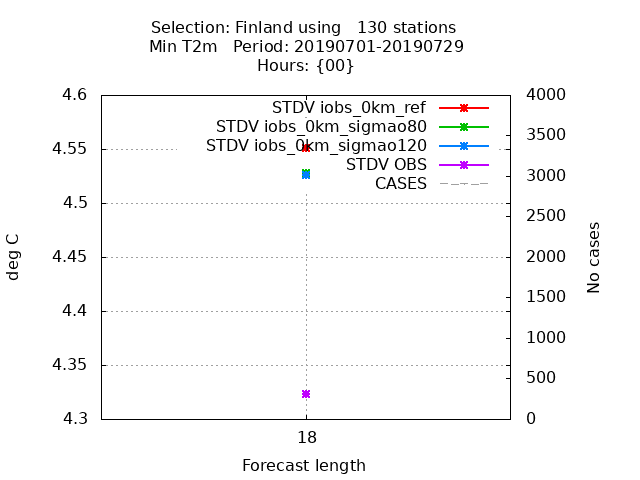 Selection: Finland using   130 stations
Min T2m   Period: 20190701-20190729
Hours: {00}
4.6
4.55
4.5
4.45
4.4
4.35
4.3
deg C
STDV iobs_0km_ref
STDV iobs_0km_sigmao80
STDV iobs_0km_sigmao120
STDV OBS
CASES
4000
3500
3000
2500
2000
1500
1000
500
0
No cases
18
Forecast length